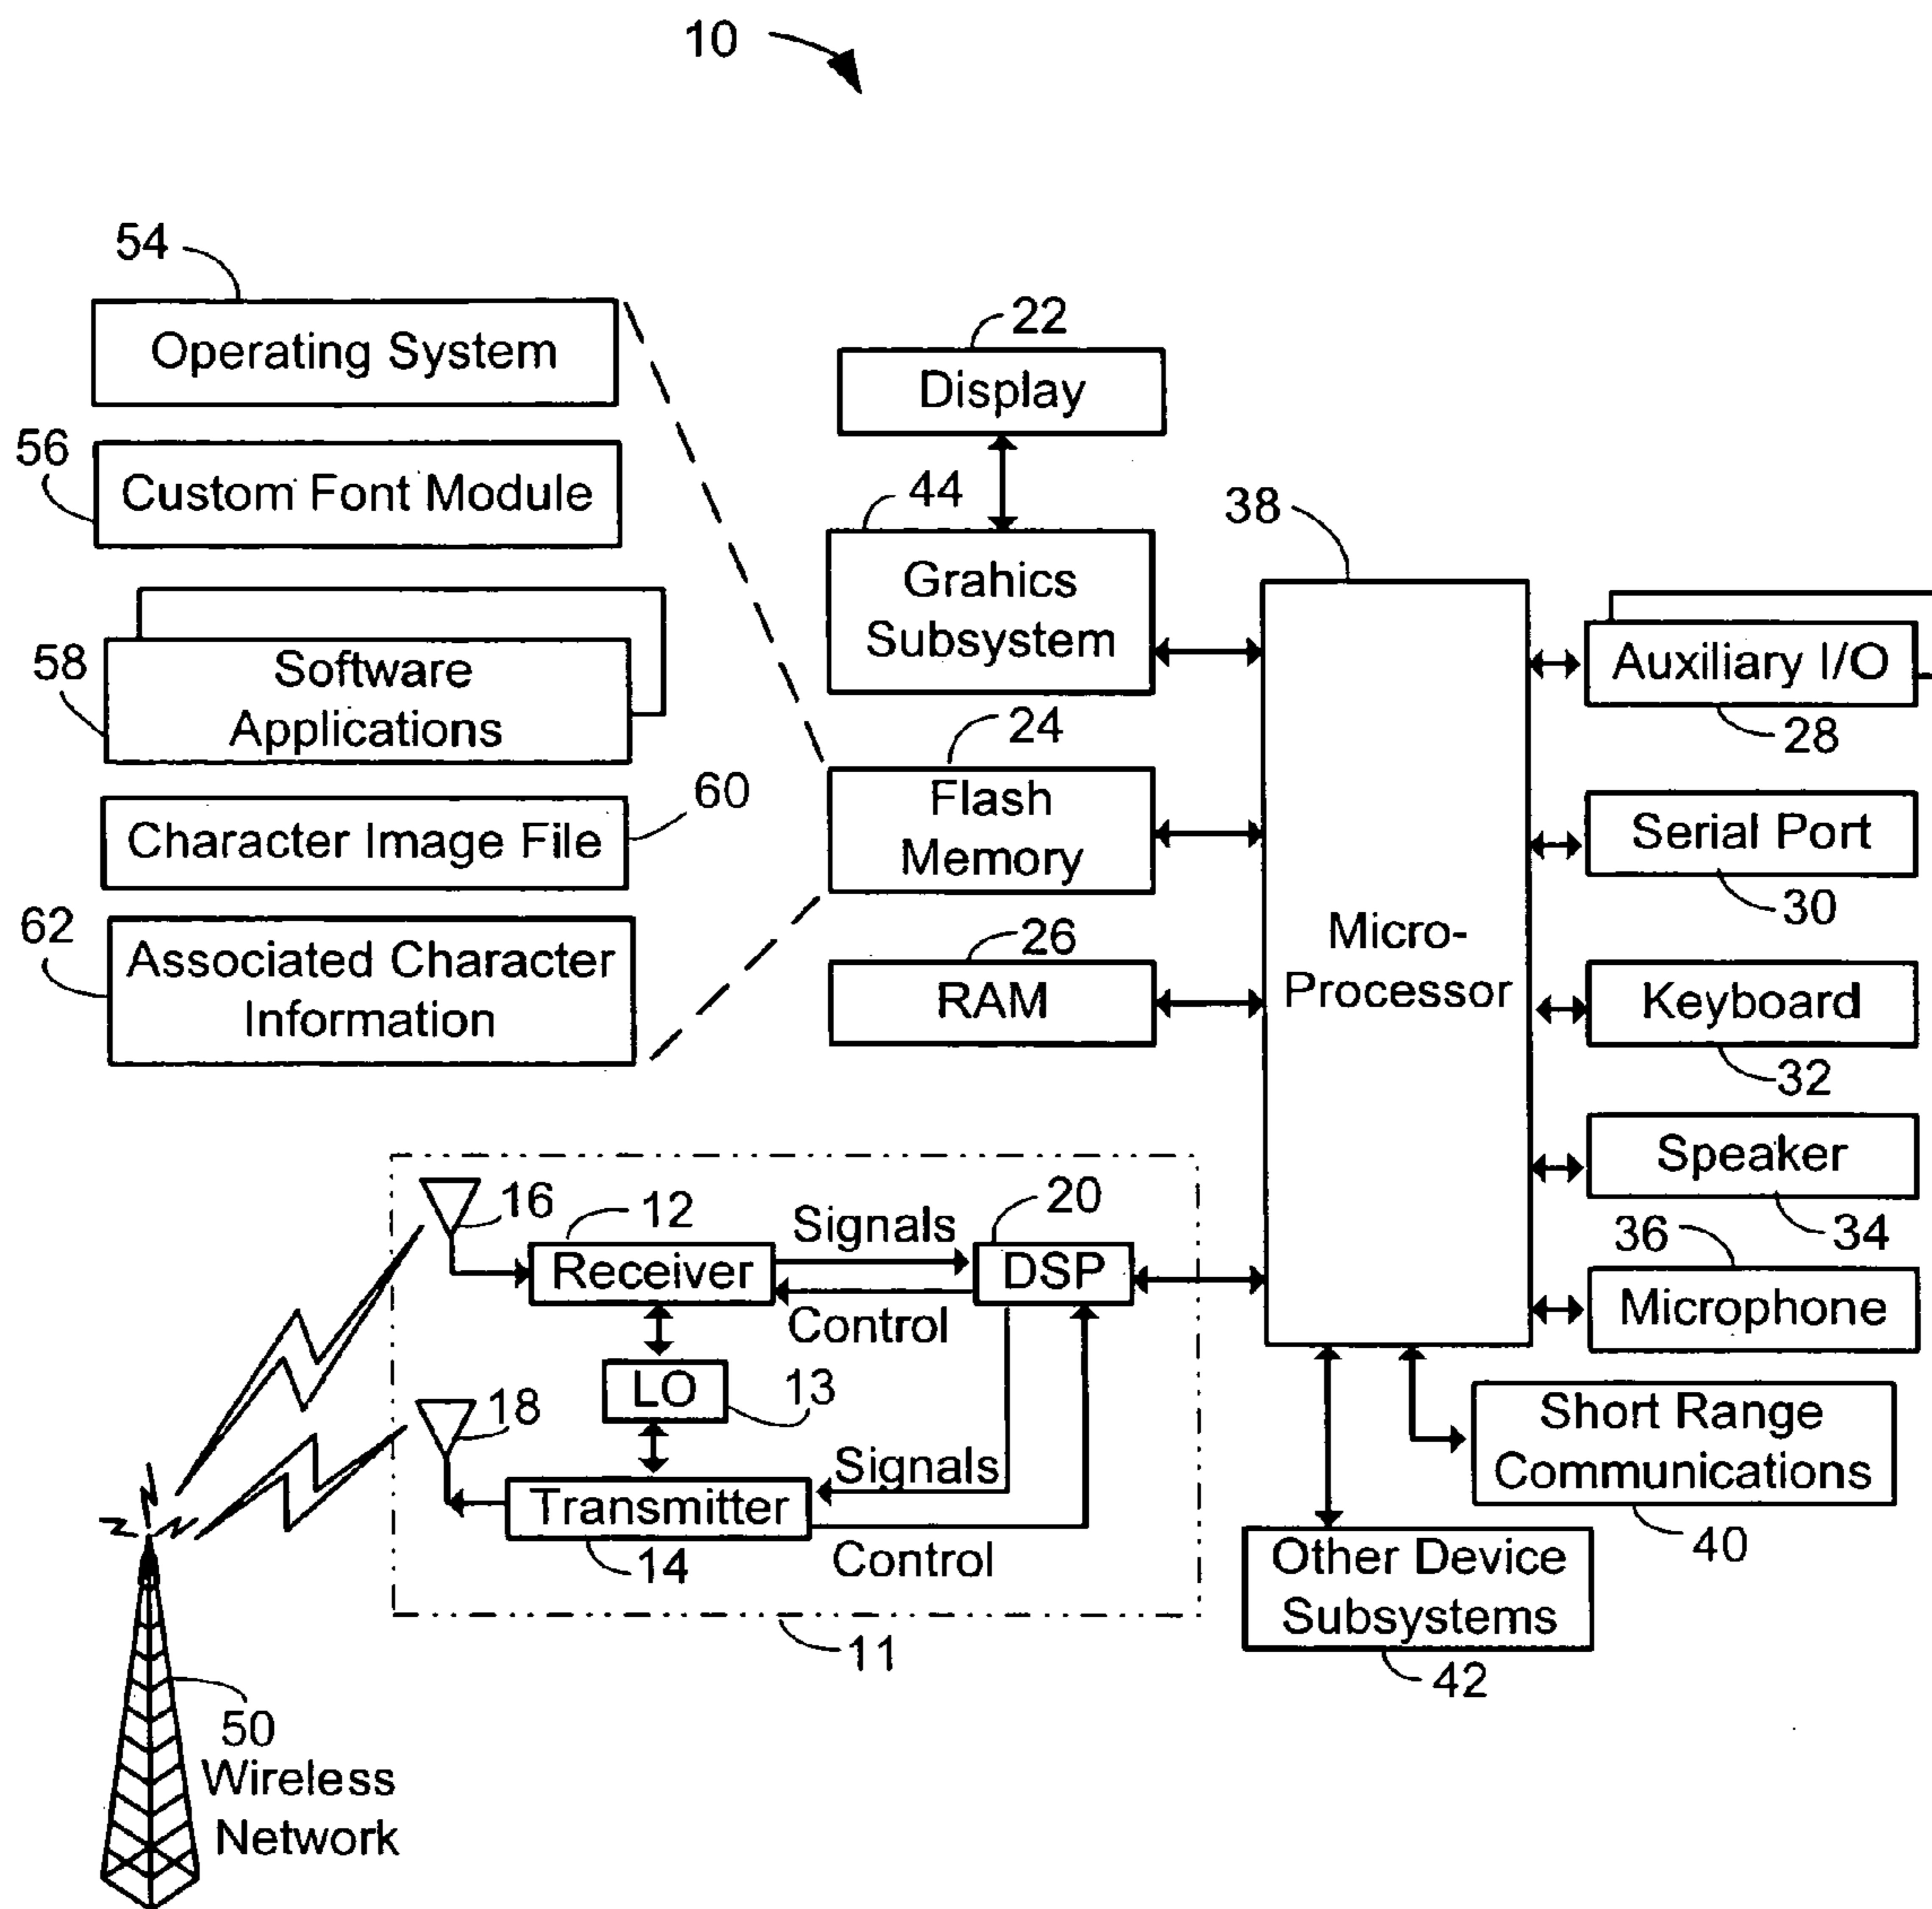 10
54
Operating System
56
Custom Font Module
58
Software
Applications
60
Character Image File
62
Associated Character
Information
22
Display
44
Grahics
Subsystem
24
Flash
Memory
26
RAM
38
Micro-
Processor
Auxiliary I/O
28
Serial Port
30
Keyboard
32
Speaker
34
36
Microphone
Short Range
Communications
40
Other Device
Subsystems
42
16
12
Receiver
Signals
Control
20
DSP
LO
13
18
Transmitter
14
Signals
Control
11
50
Wireless
Network